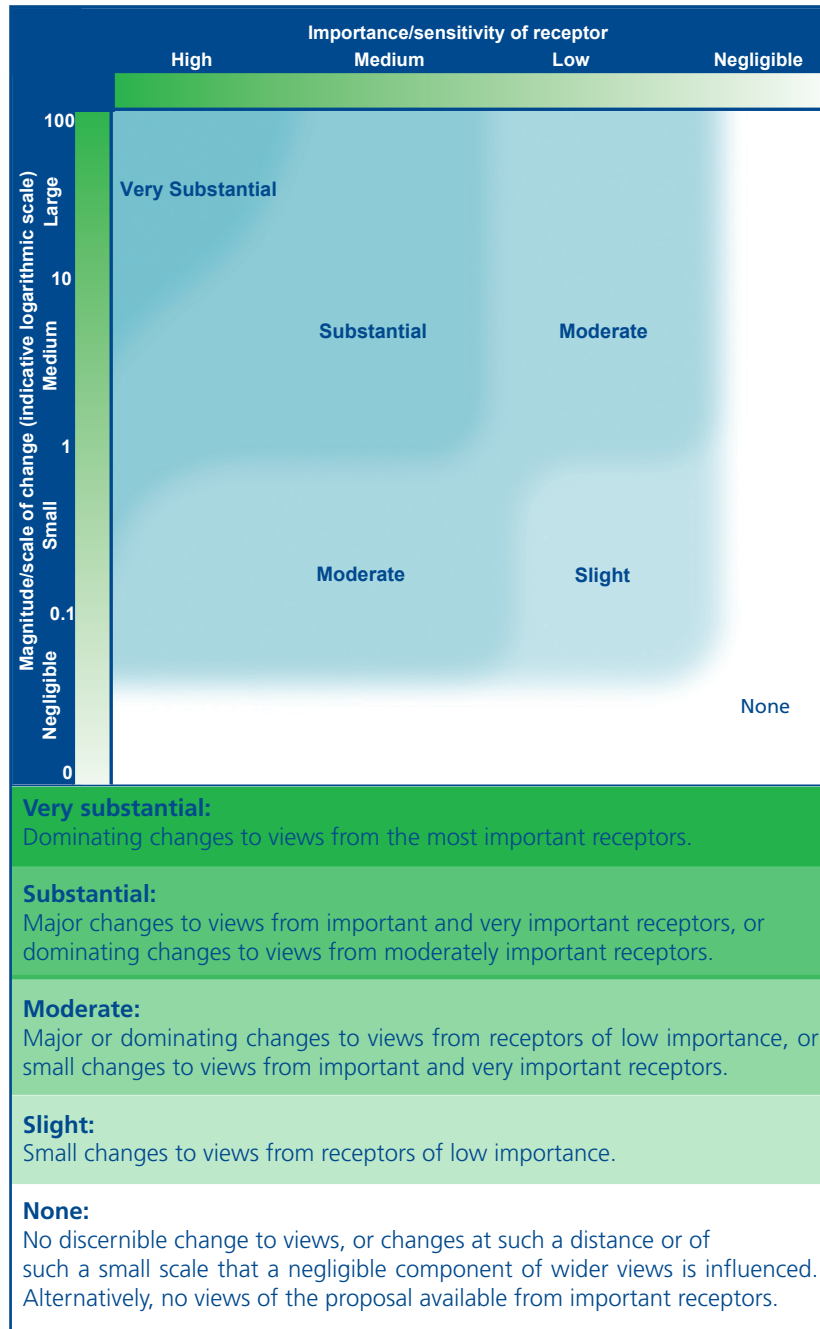 Importance/sensitivity of receptor
High Medium Low Negligible
Magnitude/scale of change (indicative logarithmic scale)
100
Large
10
Medium
1
Small
0.1
Negligible
0
Very Substantial
Substantial Moderate
Moderate Slight
None
Very substantial:
Dominating changes to views from the most important receptors.
Substantial:
Major changes to views from important and very important receptors, or
dominating changes to views from moderately important receptors.
Moderate:
Major or dominating changes to views from receptors of low importance, or
small changes to views from important and very important receptors.
Slight:
Small changes to views from receptors of low importance.
None:
No discernible change to views, or changes at such a distance or of
such a small scale that a negligible component of wider views is influenced.
Alternatively, no views of the proposal available from important receptors.